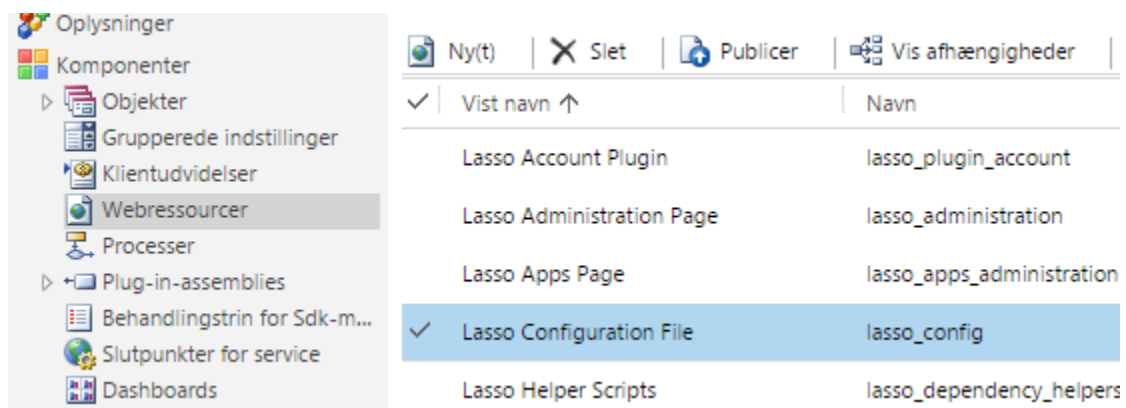 Oplysninger
Komponenter
Objekter
Grupperede indstillinger
Klientudvidelser
Webressourcer
Processer
Plug-in-assemblies
Behandlingstrin for Sdk-m...
Slutpunkter for service
Dashboards
Ny(t) Slet Publicer Vis afhængigheder
Vist navn Navn
Lasso Account Plugin lasso_plugin_account
Lasso Administration Page lasso_administration
Lasso Apps Page lasso_apps_administration
Lasso Configuration File lasso_config
Lasso Helper Scripts lasso_dependency_helpers